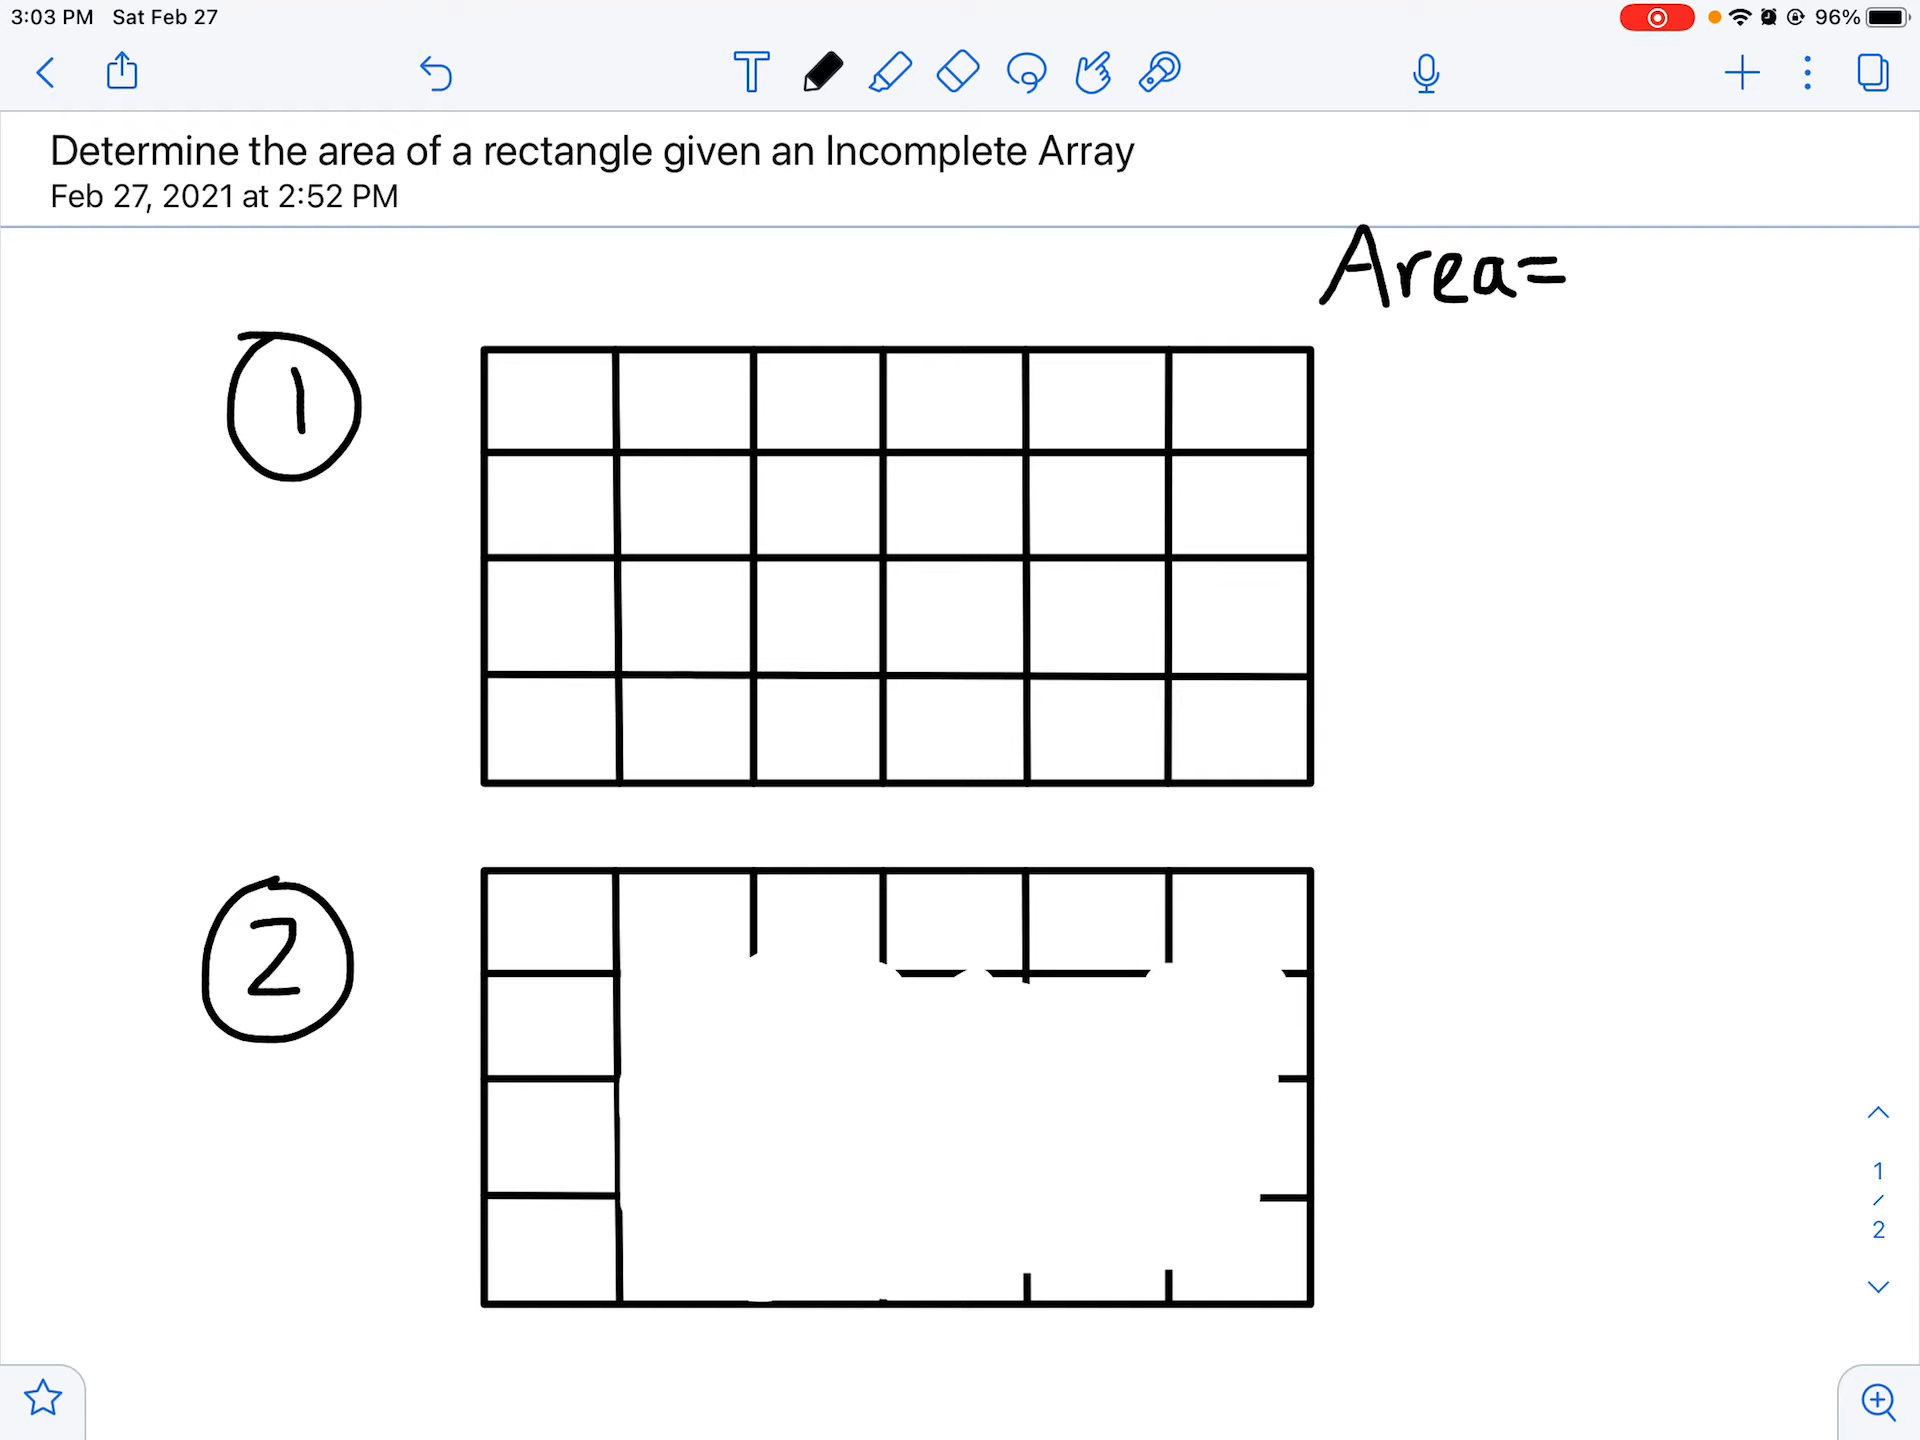 3:03 PM Sat Feb 27
96%
T
Determine the area of a rectangle given an Incomplete Array
Feb 27, 2021 at 2:52 PM
Area=
1
2
1
/
2